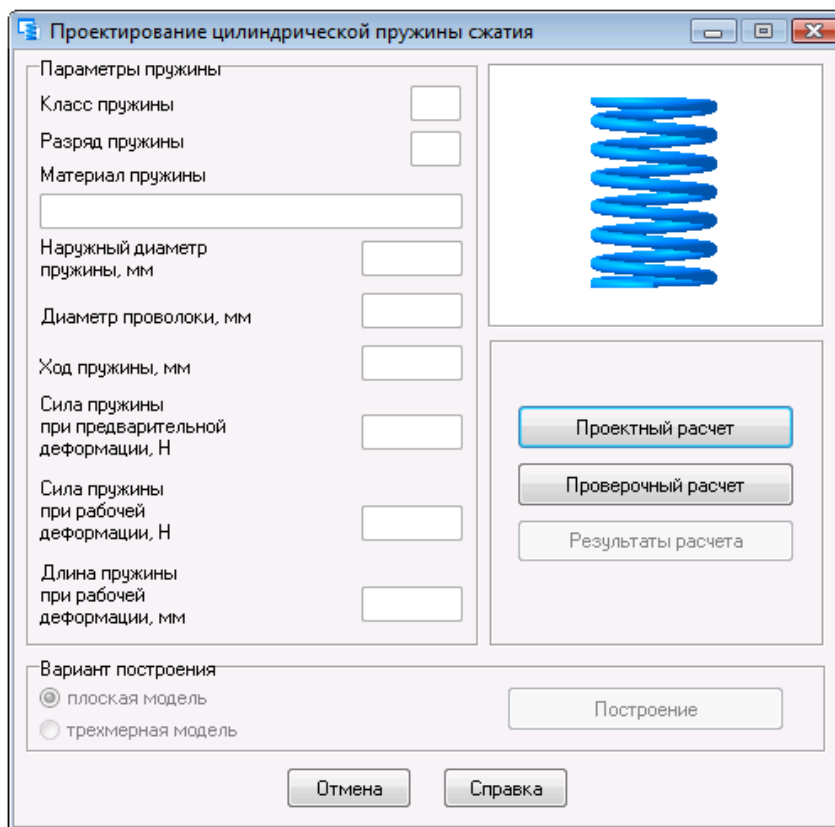 Проектирование цилиндрической пружины сжатия
Параметры пружины
Класс пружины
Разряд пружины
Материал пружины
Наружный диаметр
пружины, мм
Диаметр проволоки, мм
Ход пружины, мм
Сила пружины
при предварительной
деформации, Н
Сила пружины
при рабочей
деформации, Н
Длина пружины
при рабочей
деформации, мм
Проектный расчет
Проверочный расчет
Результаты расчета
Вариант построения
плоская модель
трехмерная модель
Построение
Отмена
Справка